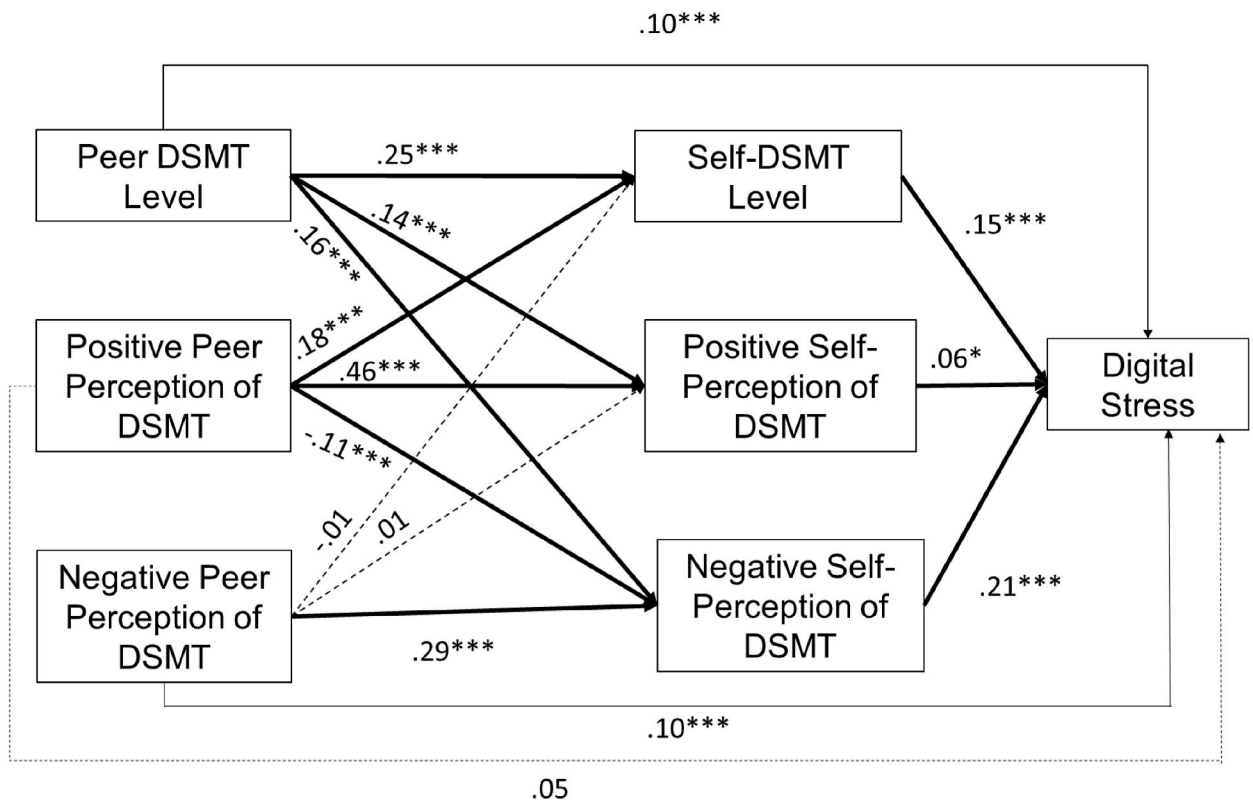 .10***
Peer DSMT
Level
.25***
Self-DSMT
Level
.14***
.16***
.15***
Positive Peer
Perception of
DSMT
.18***
.46***
-.11***
Positive Self-
Perception of
DSMT
.06*
Digital
Stress
-.01
.01
Negative Peer
Perception of
DSMT
.29***
Negative Self-
Perception of
DSMT
.21***
.10***
.05